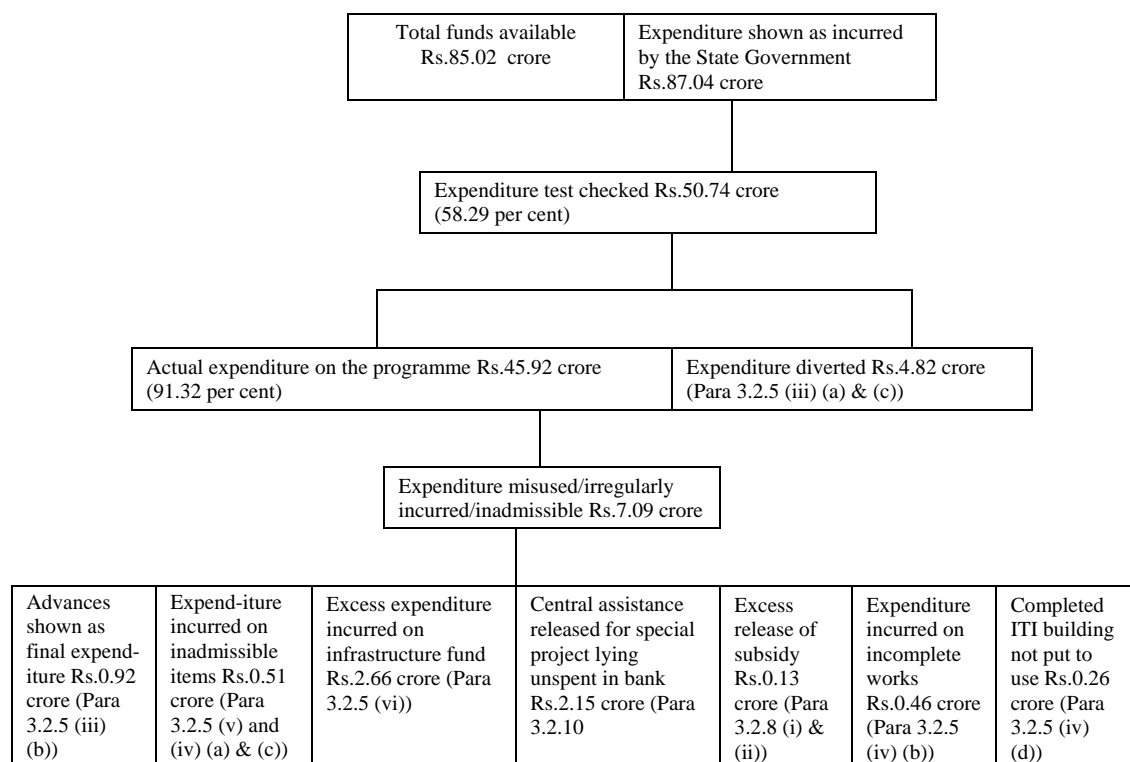 Total funds available
Rs.85.02 crore
Expenditure shown as incurred
by the State Government
Rs.87.04 crore
Expenditure test checked Rs.50.74 crore
(58.29 per cent)
Actual expenditure on the programme Rs.45.92 crore
(91.32 per cent)
Expenditure diverted Rs.4.82 crore
(Para 3.2.5 (iii) (a) & (c))
Expenditure misused/irregularly
incurred/inadmissible Rs.7.09 crore
Advances
shown as
final expend-
iture Rs.0.92
crore (Para
3.2.5 (iii)
(b))
Expend-iture
incurred on
inadmissible
items Rs.0.51
crore (Para
3.2.5 (v) and
(iv) (a) & (c))
Excess expenditure
incurred on
infrastructure fund
Rs.2.66 crore (Para
3.2.5 (vi))
Central assistance
released for special
project lying
unspent in bank
Rs.2.15 crore (Para
3.2.10
Excess
release of
subsidy
Rs.0.13
crore (Para
3.2.8 (i) &
(ii))
Expenditure
incurred on
incomplete
works
Rs.0.46 crore
(Para 3.2.5
(iv) (b))
Completed
ITI building
not put to
use Rs.0.26
crore (Para
3.2.5 (iv)
(d))